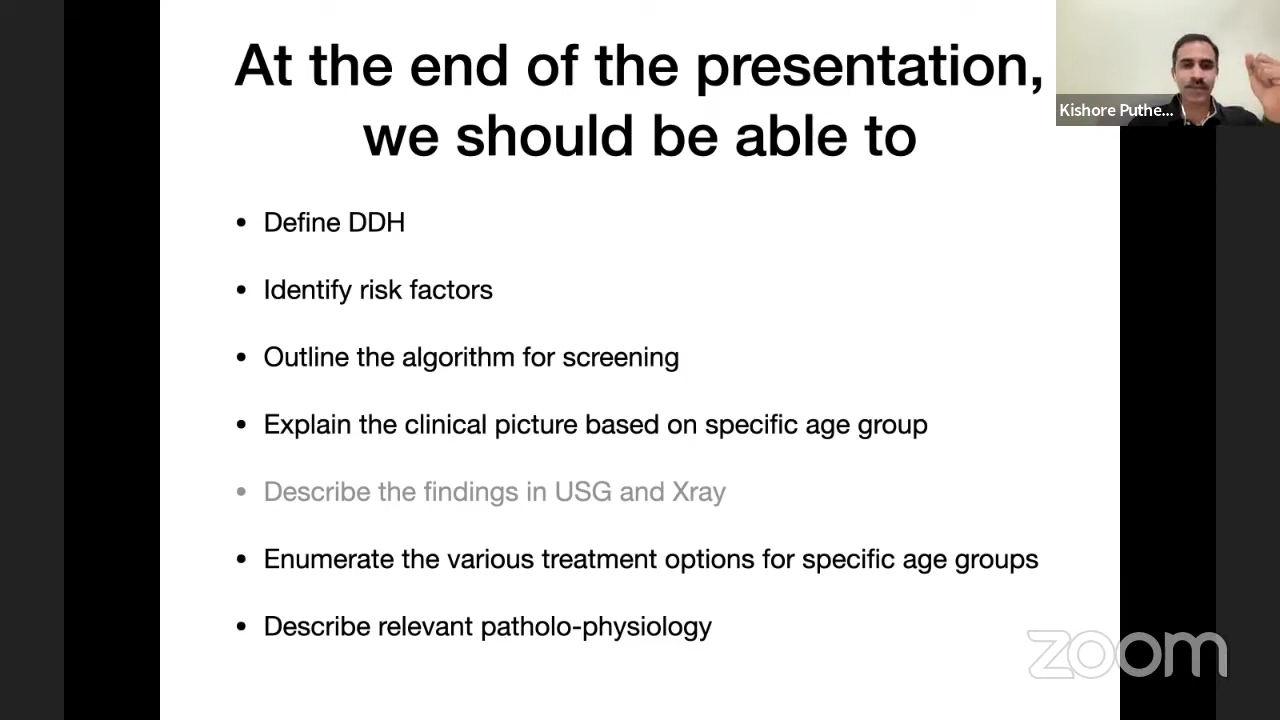 At the end of the presentation,
we should be able to
Kishore Puthe...
• Define DDH
• Identify risk factors
• Outline the algorithm for screening
• Explain the clinical picture based on specific age group
• Describe the findings in USG and Xray
• Enumerate the various treatment options for specific age groups
• Describe relevant patholo-physiology
zoom